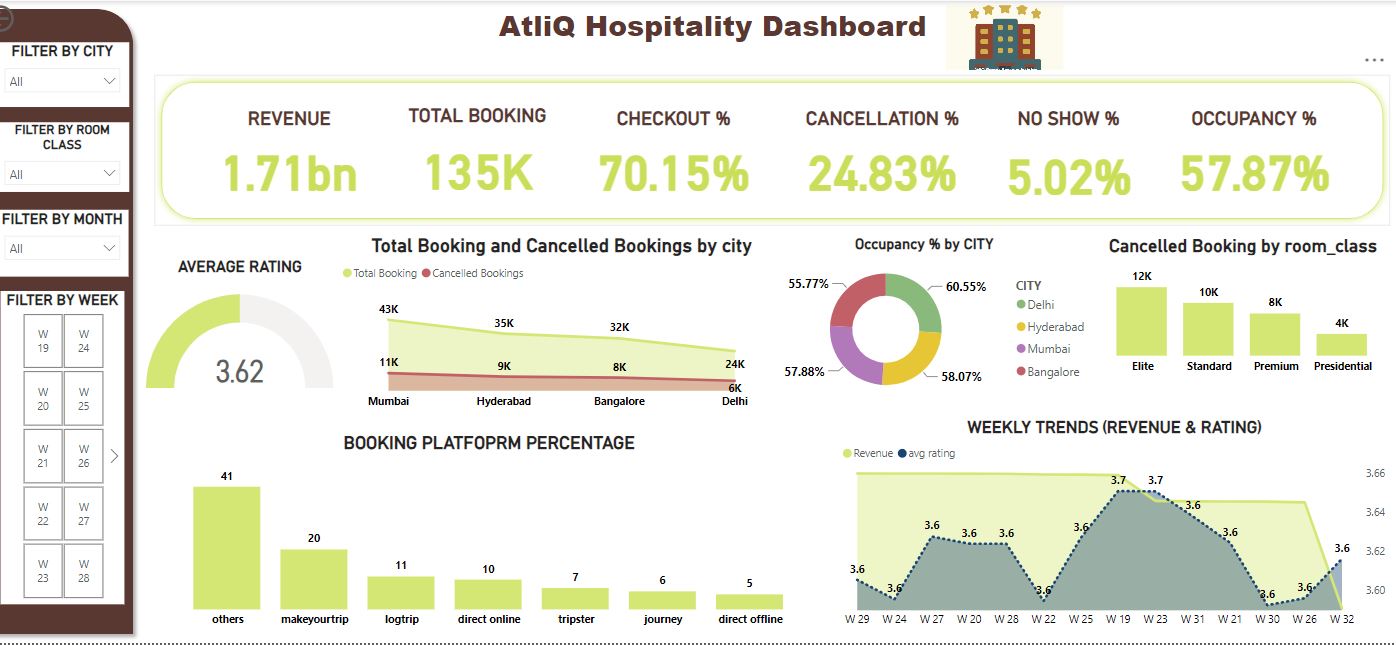 AtliQ Hospitality Dashboard
FILTER BY CITY
All
FILTER BY ROOM
CLASS
All
FILTER BY MONTH
All
FILTER BY WEEK
W
19
W
24
W
20
W
25
W
21
W
26
W
22
W
27
W
23
W
28
REVENUE
1.71bn
TOTAL BOOKING
135K
CHECKOUT %
70.15%
CANCELLATION %
24.83%
NO SHOW %
5.02%
OCCUPANCY %
57.87%
AVERAGE RATING
3.62
Total Booking and Cancelled Bookings by city
Total Booking Cancelled Bookings
43K
35K
32K
24K
11K
9K
8K
6K
Mumbai Hyderabad Bangalore Delhi
Occupancy % by CITY
55.77%
60.55%
57.88%
58.07%
CITY
Delhi
Hyderabad
Mumbai
Bangalore
Cancelled Booking by room_class
12K
10K
8K
4K
Elite Standard Premium Presidential
BOOKING PLATFOPRM PERCENTAGE
41
20
11
10
7
6
5
others makeyourtrip logtrip direct online tripster journey direct offline
WEEKLY TRENDS (REVENUE & RATING)
Revenue avg rating
3.6 3.6 3.6 3.6 3.6 3.6 3.6 3.7 3.7 3.6 3.6 3.6 3.6 3.6
3.66
3.64
3.62
3.60
W 29 W 24 W 27 W 20 W 28 W 22 W 25 W 19 W 23 W 31 W 21 W 30 W 26 W 32